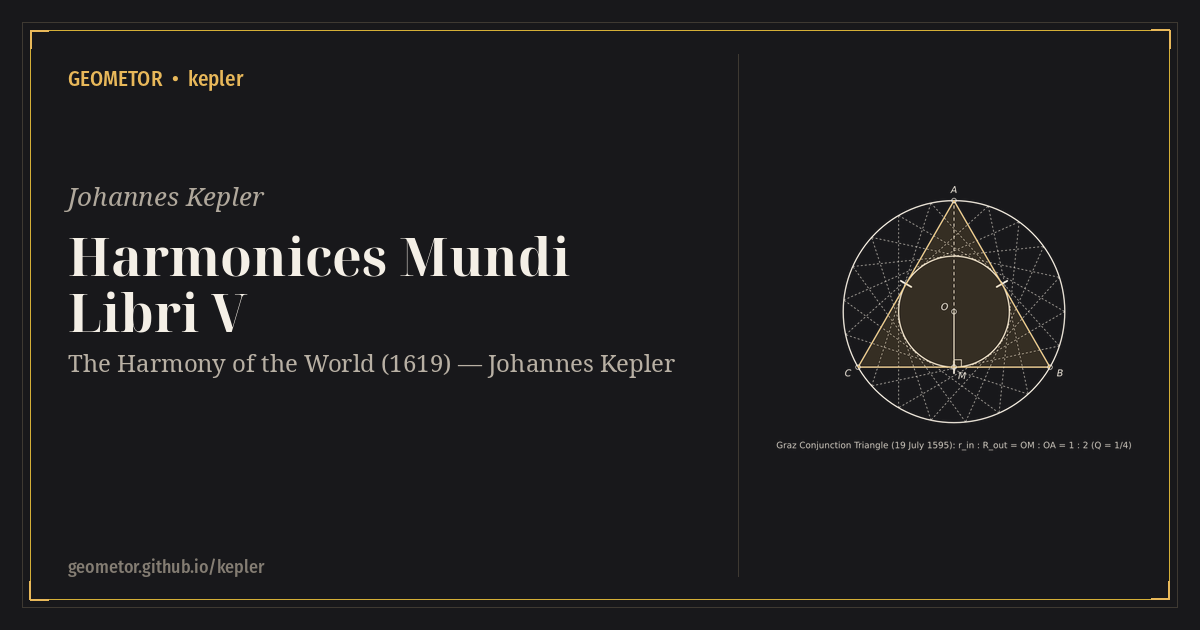 GEOMETOR • kepler
Johannes Kepler
Harmonices Mundi
Libri V
The Harmony of the World (1619) — Johannes Kepler
geometor.github.io/kepler
A
O
C
M
B
Graz Conjunction Triangle (19 July 1595): r_in : R_out = OM : OA = 1 : 2 (Q = 1/4)